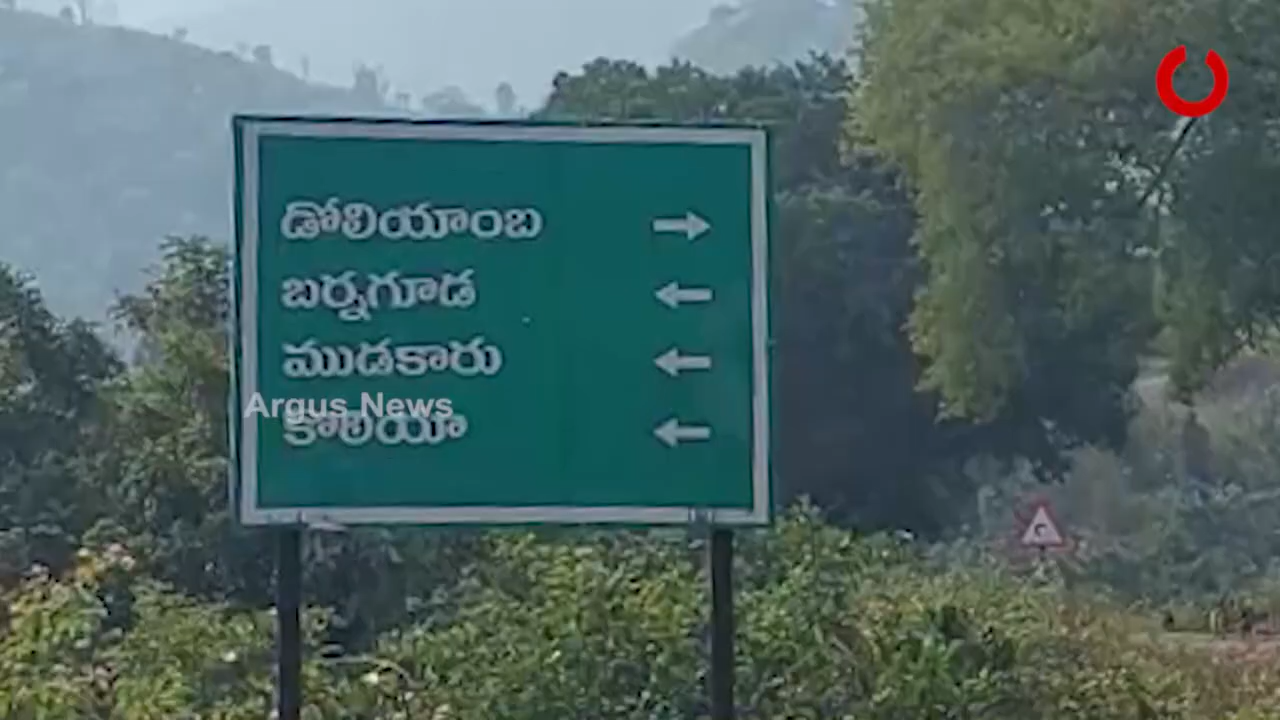 డోలియాంబ →
బర్నగూడ ←
ముడకారు ←
Argus News
కొలియా ←